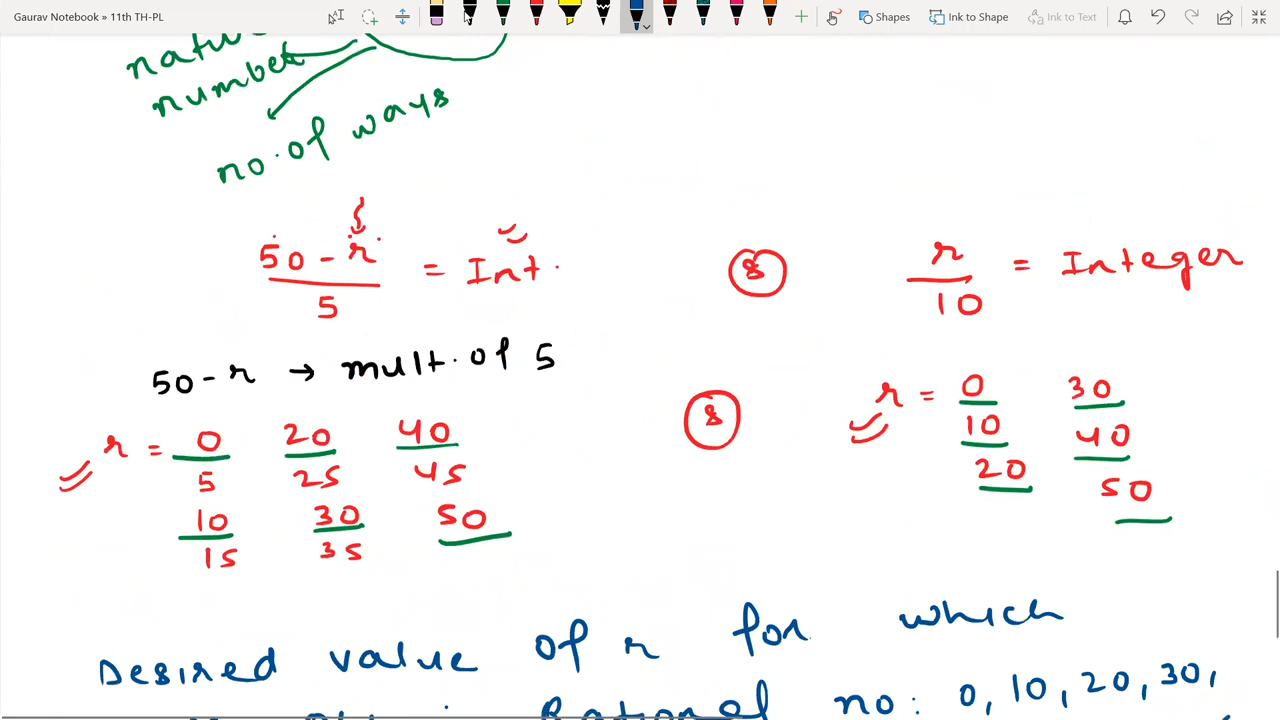 Gaurav Notebook » 11th TH-PL
Shapes
Ink to Shape
Ink to Text
number
no. of ways
50 - r / 5 = Int.
&
r / 10 = Integer
50 - r → mult. of 5
r = 0 20 40
5 25 45
10 30 50
15 35
&
r = 0 30
10 40
20 50
Desired value of r for which
Rational no: 0, 10, 20, 30,